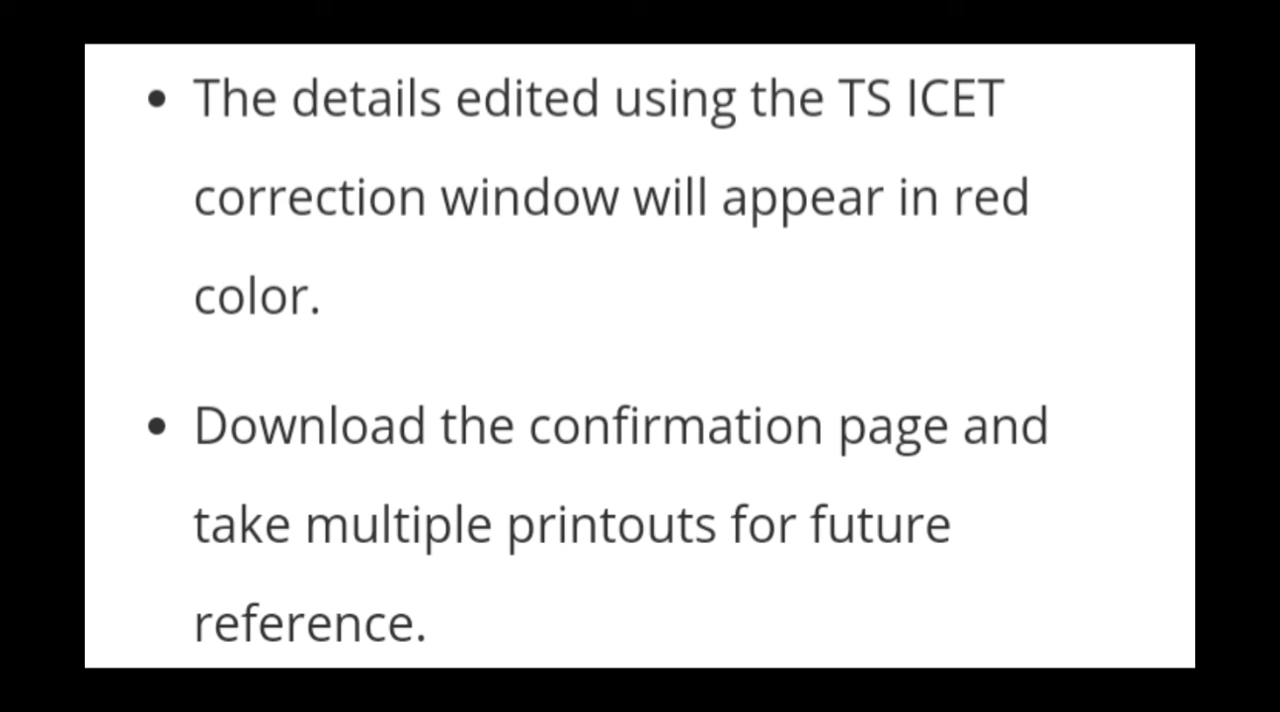 • The details edited using the TS ICET
correction window will appear in red
color.
• Download the confirmation page and
take multiple printouts for future
reference.